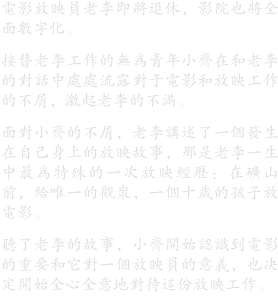 電影放映員老李即將退休，影院也將全
面數字化。
接替老李工作的無為青年小齊在和老李
的對話中處處流露對于電影和放映工作
的不屑，激起老李的不滿。
面對小齊的不屑，老李講述了一個發生
在自己身上的放映故事，那是老李一生
中最為特殊的一次放映經歷：在礦山
前，給唯一的觀眾，一個十歲的孩子放
電影。
聽了老李的故事，小齊開始認識到電影
的重要和它對一個放映員的意義，也決
定開始全心全意地對待這份放映工作。